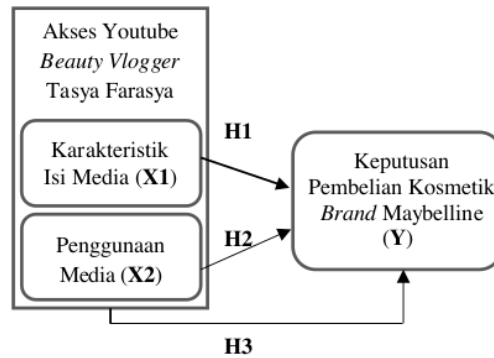 Akses Youtube
Beauty Vlogger
Tasya Farasya
H1
Karakteristik
Isi Media (X1)
Keputusan
Pembelian Kosmetik
Brand Maybelline
(Y)
H2
Penggunaan
Media (X2)
H3